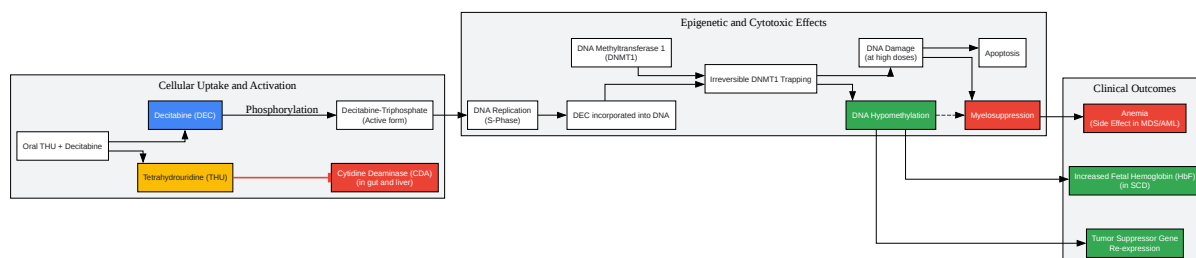 Epigenetic and Cytotoxic Effects
DNA Methyltransferase 1
(DNMT1)
DNA Damage
(at high doses)
Apoptosis
Irreversible DNMT1 Trapping
Cellular Uptake and Activation
Clinical Outcomes
Decitabine (DEC)
Phosphorylation
Decitabine-Triphosphate
(Active form)
DNA Replication
(S-Phase)
DEC incorporated into DNA
DNA Hypomethylation
Myelosuppression
Anemia
(Side Effect in MDS/AML)
Oral THU + Decitabine
Tetrahydrouridine (THU)
Cytidine Deaminase (CDA)
(in gut and liver)
Increased Fetal Hemoglobin (HbF)
(in SCD)
Tumor Suppressor Gene
Re-expression